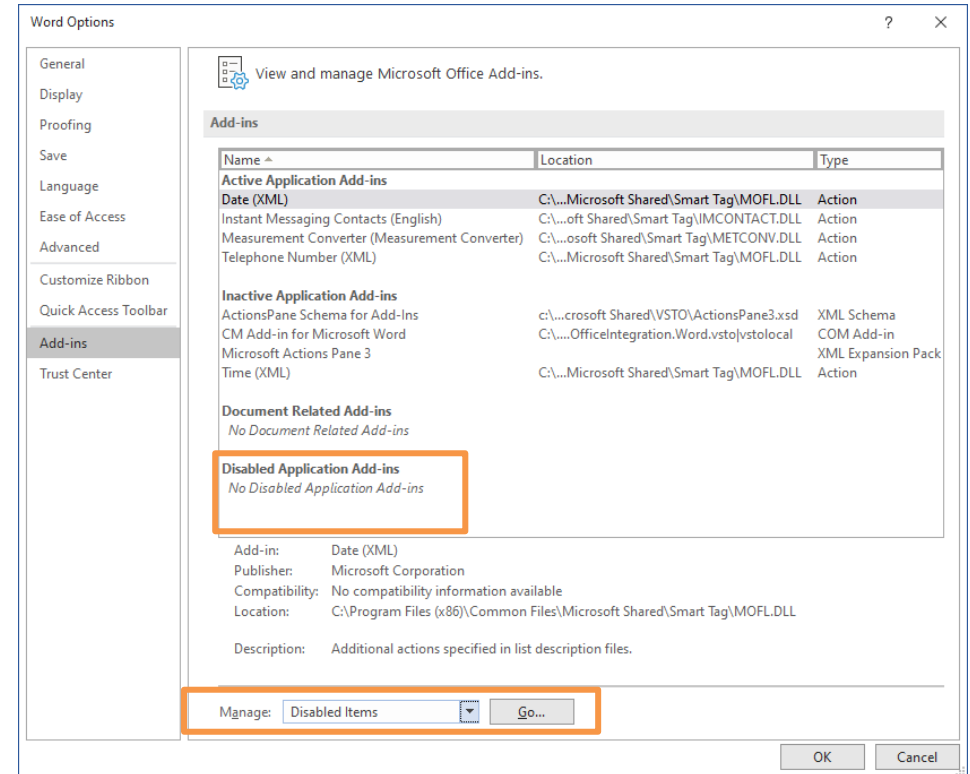 Word Options ? ×
General
Display
Proofing
Save
Language
Ease of Access
Advanced
Customize Ribbon
Quick Access Toolbar
Add-ins
Trust Center
View and manage Microsoft Office Add-ins.
Add-ins
Name Location Type
Active Application Add-ins
Date (XML) C:\...Microsoft Shared\Smart Tag\MOFL.DLL Action
Instant Messaging Contacts (English) C:\...oft Shared\Smart Tag\IMCONTACT.DLL Action
Measurement Converter (Measurement Converter) C:\...osoft Shared\Smart Tag\METCONV.DLL Action
Telephone Number (XML) C:\...Microsoft Shared\Smart Tag\MOFL.DLL Action
Inactive Application Add-ins
ActionsPane Schema for Add-Ins c:\...crosoft Shared\VSTO\ActionsPane3.xsd XML Schema
CM Add-in for Microsoft Word C:\....OfficeIntegration.Word.vsto|vstolocal COM Add-in
Microsoft Actions Pane 3 XML Expansion Pack
Time (XML) C:\...Microsoft Shared\Smart Tag\MOFL.DLL Action
Document Related Add-ins
No Document Related Add-ins
Disabled Application Add-ins
No Disabled Application Add-ins
Add-in: Date (XML)
Publisher: Microsoft Corporation
Compatibility: No compatibility information available
Location: C:\Program Files (x86)\Common Files\Microsoft Shared\Smart Tag\MOFL.DLL
Description: Additional actions specified in list description files.
Manage: Disabled Items Go...
OK Cancel